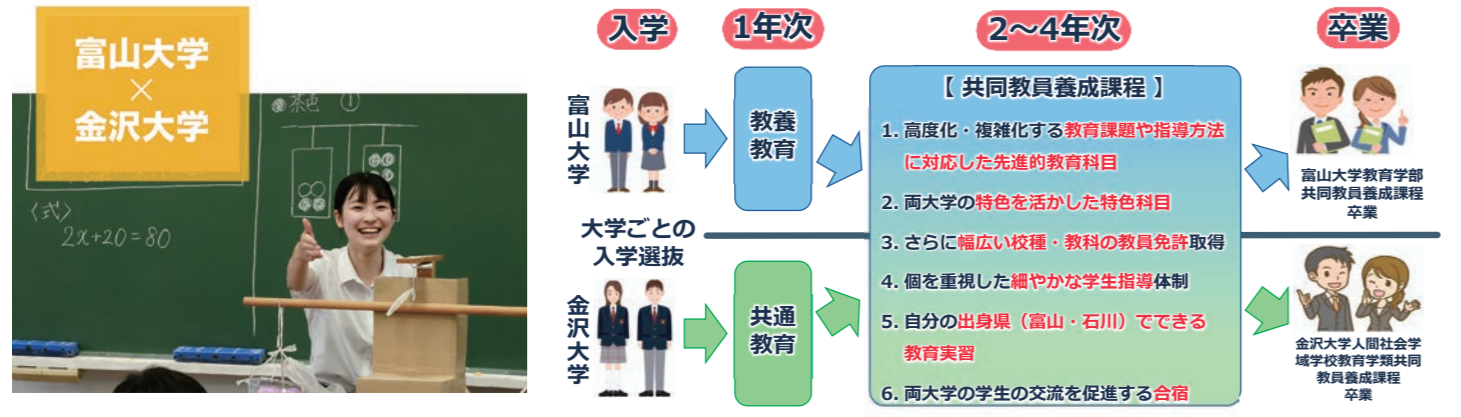 富山大学
×
金沢大学
茶色 ①
〈式〉
2x+20=80
入学
1年次
2〜4年次
卒業
富山大学
教養
教育
【 共同教員養成課程 】
1. 高度化・複雑化する教育課題や指導方法
に対応した先進的教育科目
2. 両大学の特色を活かした特色科目
3. さらに幅広い校種・教科の教員免許取得
4. 個を重視した細やかな学生指導体制
5. 自分の出身県（富山・石川）でできる
教育実習
6. 両大学の学生の交流を促進する合宿
富山大学教育学部
共同教員養成課程
卒業
大学ごとの
入学選抜
金沢大学
共通
教育
金沢大学人間社会学
域学校教育学類共同
教員養成課程
卒業